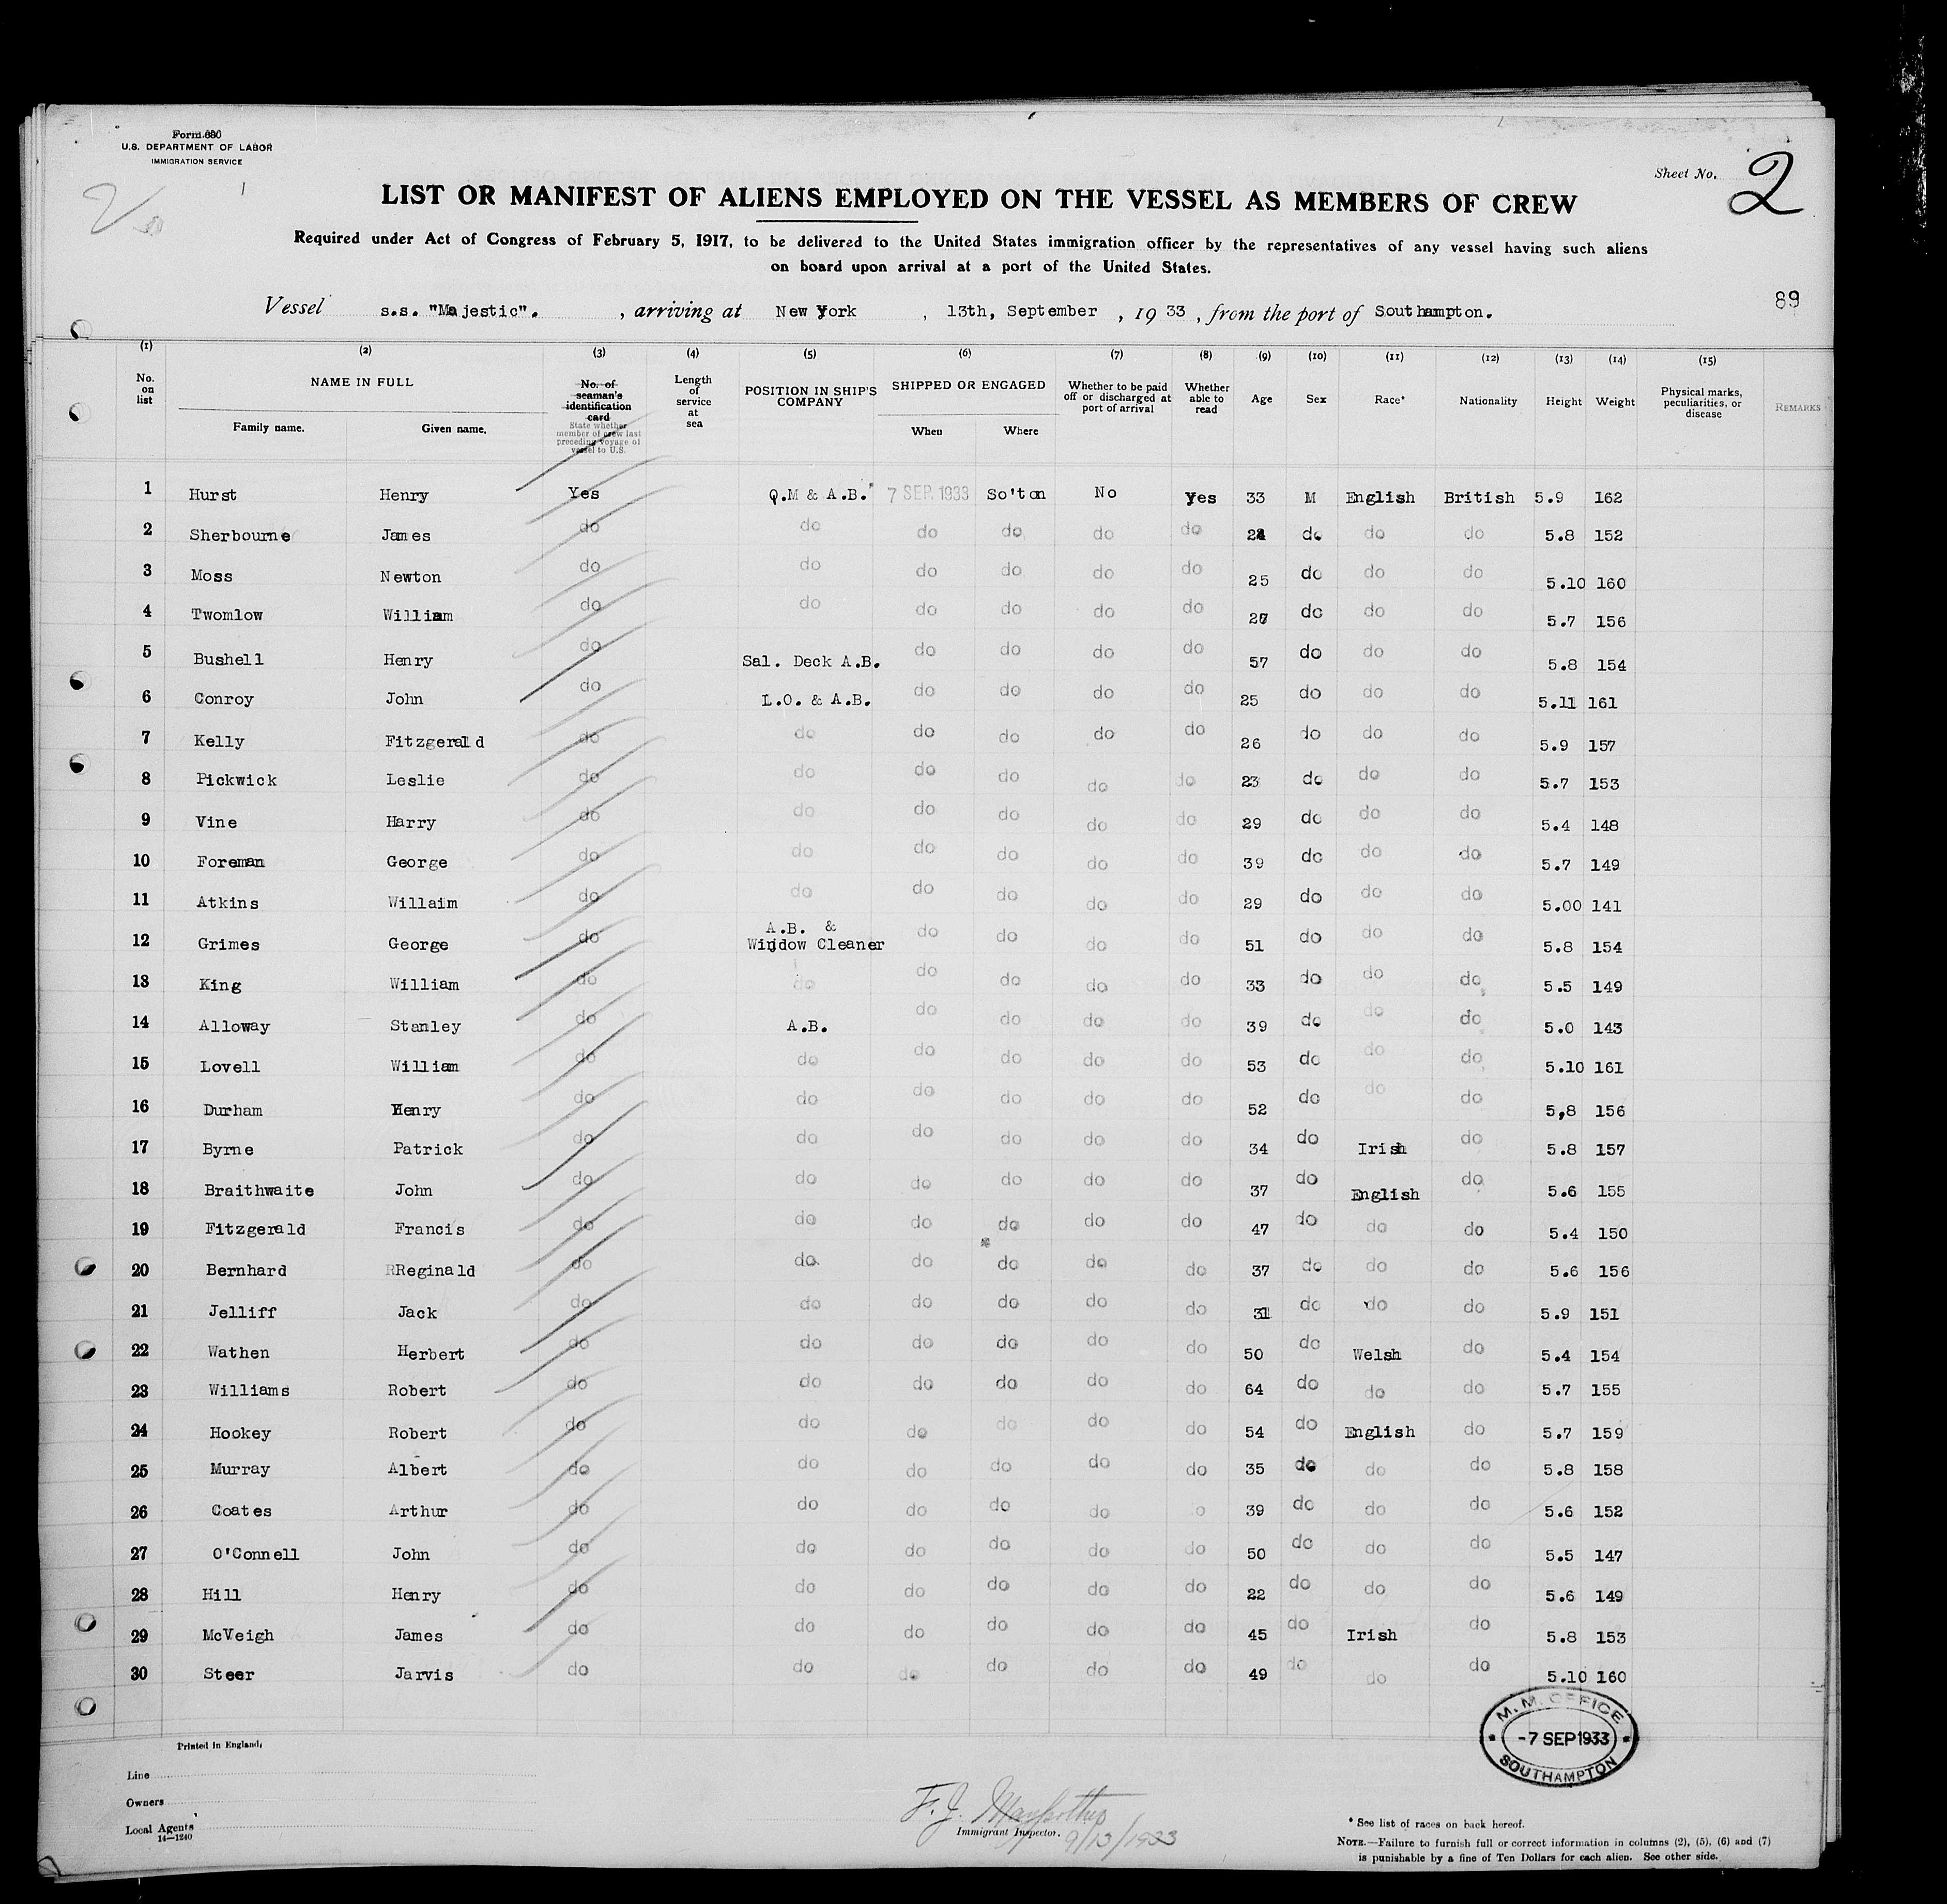 Form 680
U.S. DEPARTMENT OF LABOR
IMMIGRATION SERVICE
Sheet No. 2
LIST OR MANIFEST OF ALIENS EMPLOYED ON THE VESSEL AS MEMBERS OF CREW
Required under Act of Congress of February 5, 1917, to be delivered to the United States immigration officer by the representatives of any vessel having such aliens
on board upon arrival at a port of the United States.
89
Vessel s.s. "Majestic". , arriving at New York , 13th, September , 19 33 , from the port of Southampton.
(1) (2) (3) (4) (5) (6) (7) (8) (9) (10) (11) (12) (13) (14) (15)
No. on list NAME IN FULL Family name. Given name. No. of seaman's identification card State whether member of crew last preceding voyage of vessel to U.S. Length of service at sea POSITION IN SHIP'S COMPANY SHIPPED OR ENGAGED When Where Whether to be paid off or discharged at port of arrival Whether able to read Age Sex Race* Nationality Height Weight Physical marks, peculiarities, or disease REMARKS
1 Hurst Henry Yes Q.M & A.B. 7 SEP. 1933 So'ton No Yes 33 M English British 5.9 162
2 Sherbourne James do do do do do do do do do 5.8 152
3 Moss Newton do do do do do do 25 do do do 5.10 160
4 Twomlow William do do do do do do do do do 5.7 156
5 Bushell Henry do Sal. Deck A.B. do do do do 57 do do do 5.8 154
6 Conroy John do L.O. & A.B. do do do do 25 do do do 5.11 161
7 Kelly Fitzgerald do do do do do do 26 do do do 5.9 157
8 Pickwick Leslie do do do do do do 23 do do do 5.7 153
9 Vine Harry do do do do do do 29 do do do 5.4 148
10 Foreman George do do do do do do 39 do do do 5.7 149
11 Atkins Willaim do do do do do do 29 do do do 5.00 141
12 Grimes George do A.B. & Window Cleaner do do do do 51 do do do 5.8 154
13 King William do do do do do do 33 do do do 5.5 149
14 Alloway Stanley do A.B. do do do do 39 do do do 5.0 143
15 Lovell William do do do do do do 53 do do do 5.10 161
16 Durham Henry do do do do do do 52 do do do 5,8 156
17 Byrne Patrick do do do do do do 34 do Irish do 5.8 157
18 Braithwaite John do do do do do do 37 do English do 5.6 155
19 Fitzgerald Francis do do do do do do 47 do do do 5.4 150
20 Bernhard RReginald do do do do do do 37 do do do 5.6 156
21 Jelliff Jack do do do do do do 31 do do do 5.9 151
22 Wathen Herbert do do do do do do 50 do Welsh do 5.4 154
23 Williams Robert do do do do do do 64 do do do 5.7 155
24 Hookey Robert do do do do do do 54 do English do 5.7 159
25 Murray Albert do do do do do do 35 do do do 5.8 158
26 Coates Arthur do do do do do o 39 do do do 5.6 152
27 O'Connell John do do do do do do 50 do do do 5.5 147
28 Hill Henry do do do do do do 22 do do do 5.6 149
29 McVeigh James do do do do do do 45 do Irish do 5.8 153
30 Steer Jarvis do do do do do do 49 do do do 5.10 160
M. M. OFFICE
-7 SEP 1933
SOUTHAMPTON
Printed in England.
Line
Owners
Local Agents
14—1240
F. J.
Immigrant Inspector. 9/13/1933
* See list of races on back hereof.
NOTE.—Failure to furnish full or correct information in columns (2), (5), (6) and (7)
is punishable by a fine of Ten Dollars for each alien. See other side.